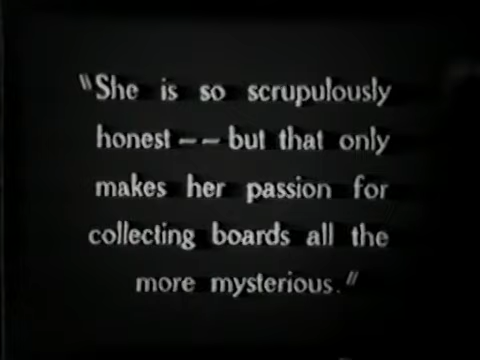 "She is so scrupulously
honest -- but that only
makes her passion for
collecting boards all the
more mysterious."